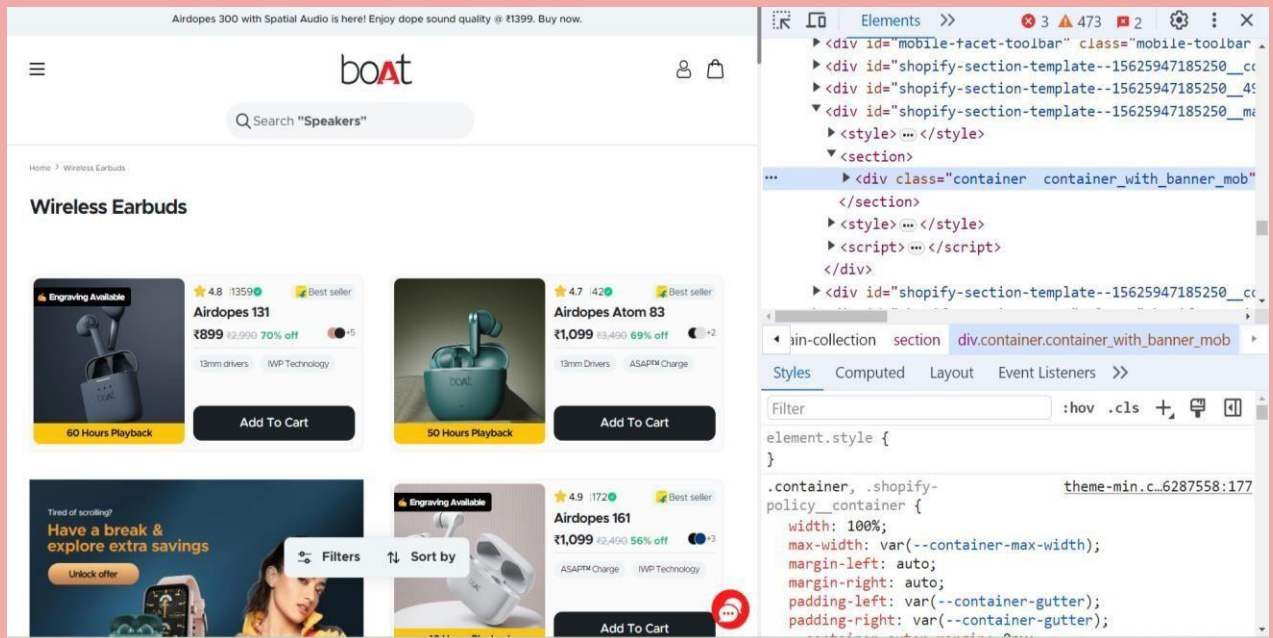 Airdopes 300 with Spatial Audio is here! Enjoy dope sound quality @ ₹1399. Buy now.
boAt
Search "Speakers"
Home > Wireless Earbuds
Wireless Earbuds
Engraving Available
60 Hours Playback
4.8 | 1359
Best seller
Airdopes 131
₹899 ₹2,990 70% off
+5
13mm drivers IWP Technology
Add To Cart
boAt
50 Hours Playback
4.7 | 42
Best seller
Airdopes Atom 83
₹1,099 ₹3,490 69% off
+2
13mm Drivers ASAP™ Charge
Add To Cart
Tired of scrolling?
Have a break &
explore extra savings
Unlock offer
Filters Sort by
Engraving Available
boAt
4.9 | 172
Best seller
Airdopes 161
₹1,099 ₹2,490 56% off
+3
ASAP™ Charge IWP Technology
Add To Cart
Elements 3 473 2
<div id="mobile-facet-toolbar" class="mobile-toolbar
<div id="shopify-section-template--15625947185250__co
<div id="shopify-section-template--15625947185250__49
<div id="shopify-section-template--15625947185250__ma
<style> … </style>
<section>
… <div class="container container_with_banner_mob"
</section>
<style> … </style>
<script> … </script>
</div>
<div id="shopify-section-template--15625947185250__co
ain-collection section div.container.container_with_banner_mob
Styles Computed Layout Event Listeners
Filter :hov .cls
element.style {
}
.container, .shopify- theme-min.c…6287558:177
policy__container {
width: 100%;
max-width: var(--container-max-width);
margin-left: auto;
margin-right: auto;
padding-left: var(--container-gutter);
padding-right: var(--container-gutter);